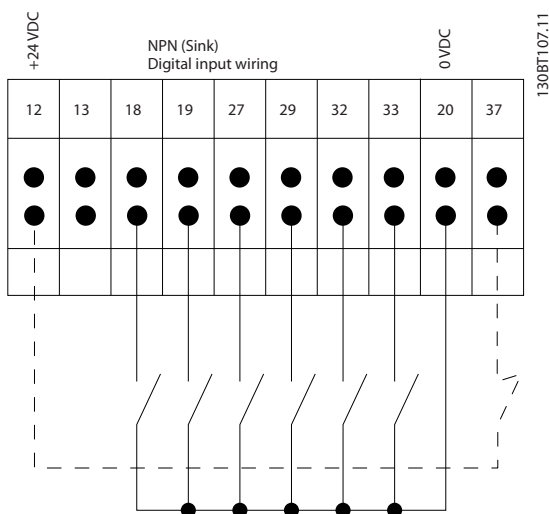 +24 VDC
NPN (Sink)
Digital input wiring
0 VDC
130BT107.11
12 13 18 19 27 29 32 33 20 37